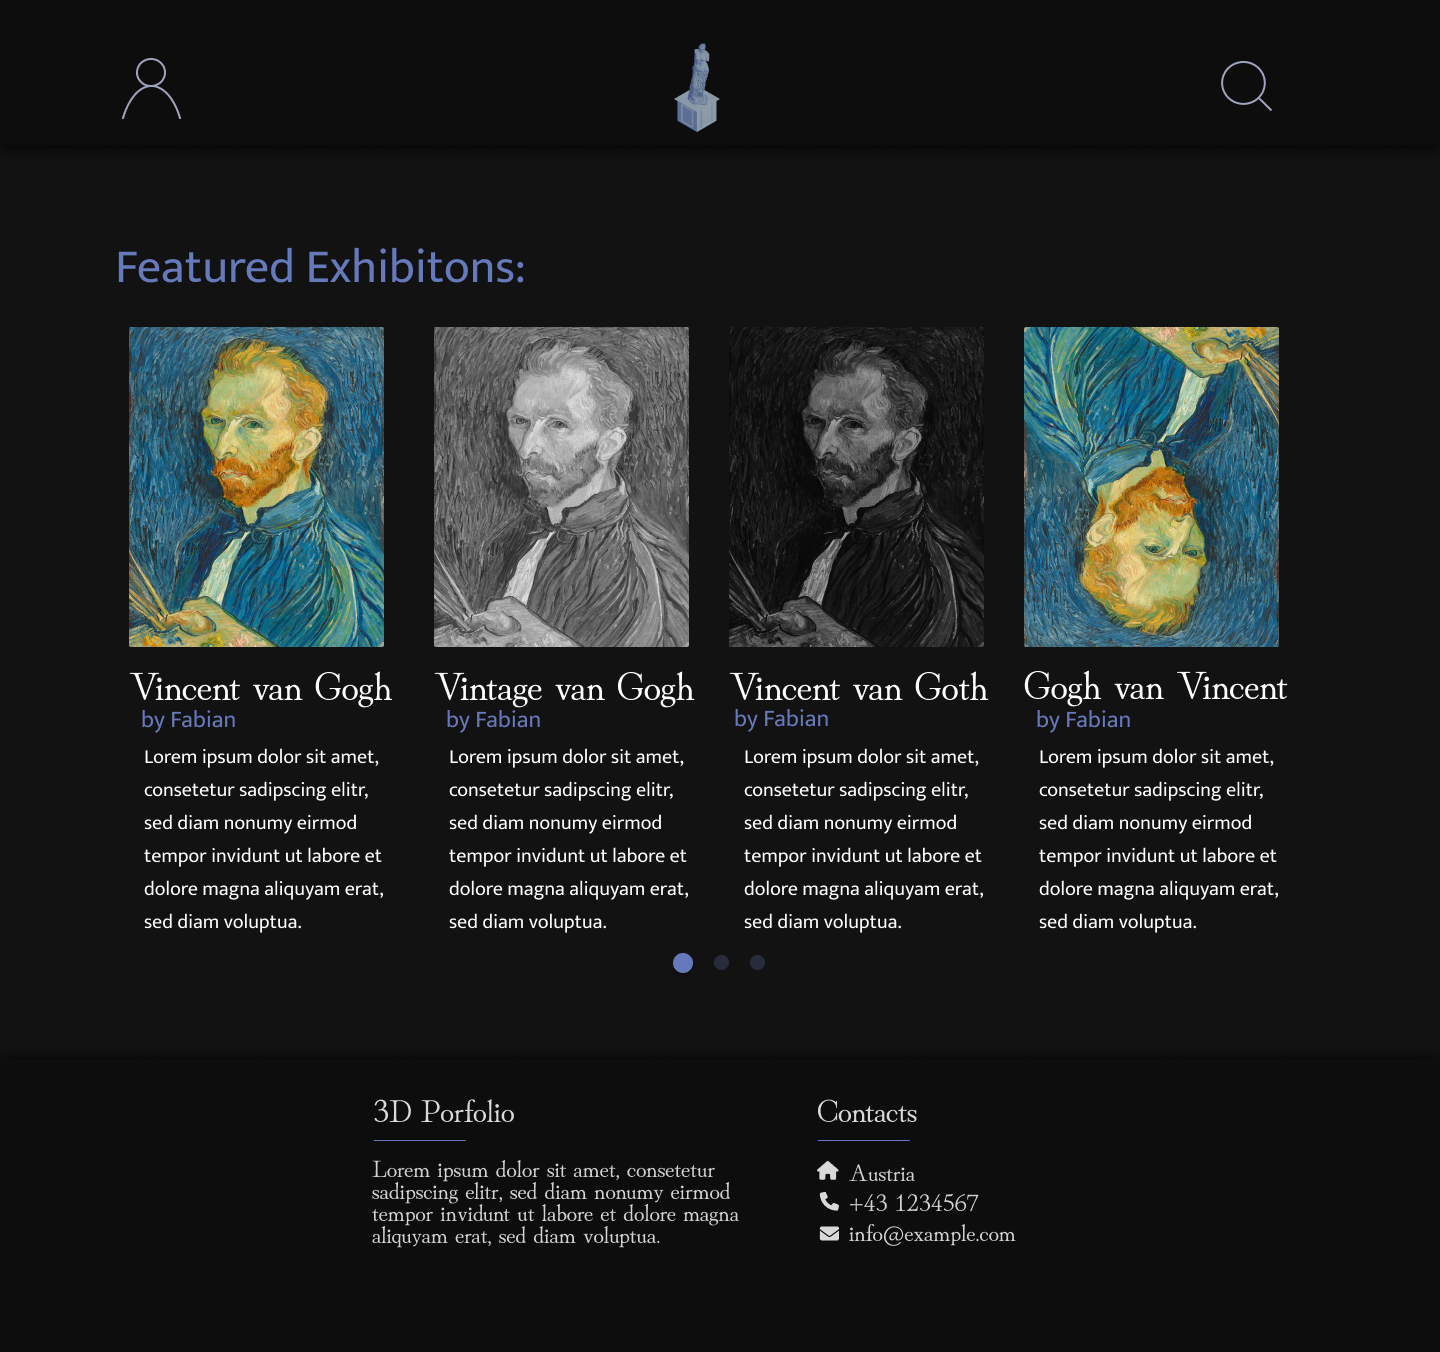 Featured Exhibitons:
Vincent van Gogh
by Fabian
Lorem ipsum dolor sit amet,
consetetur sadipscing elitr,
sed diam nonumy eirmod
tempor invidunt ut labore et
dolore magna aliquyam erat,
sed diam voluptua.
Vintage van Gogh
by Fabian
Lorem ipsum dolor sit amet,
consetetur sadipscing elitr,
sed diam nonumy eirmod
tempor invidunt ut labore et
dolore magna aliquyam erat,
sed diam voluptua.
Vincent van Goth
by Fabian
Lorem ipsum dolor sit amet,
consetetur sadipscing elitr,
sed diam nonumy eirmod
tempor invidunt ut labore et
dolore magna aliquyam erat,
sed diam voluptua.
Gogh van Vincent
by Fabian
Lorem ipsum dolor sit amet,
consetetur sadipscing elitr,
sed diam nonumy eirmod
tempor invidunt ut labore et
dolore magna aliquyam erat,
sed diam voluptua.
3D Porfolio
Lorem ipsum dolor sit amet, consetetur
sadipscing elitr, sed diam nonumy eirmod
tempor invidunt ut labore et dolore magna
aliquyam erat, sed diam voluptua.
Contacts
Austria
+43 1234567
info@example.com